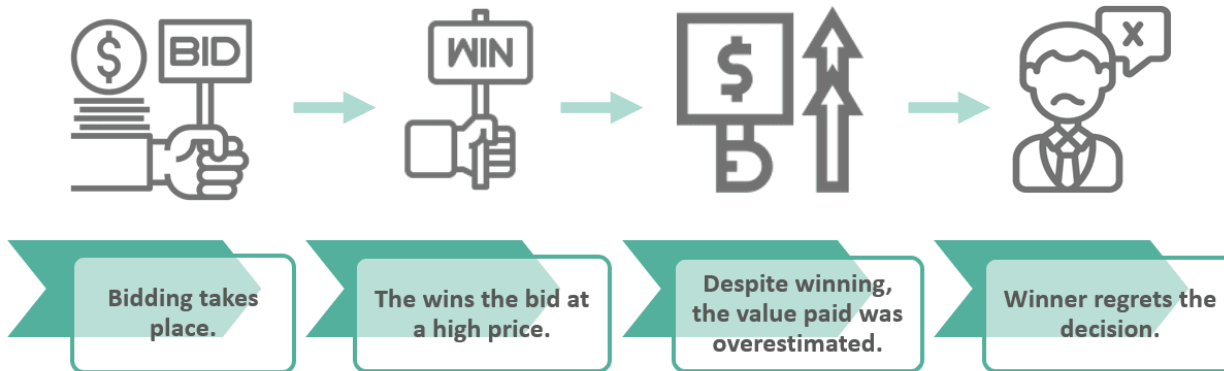 $
BID
WIN
$
X
Bidding takes
place.
The wins the bid at
a high price.
Despite winning,
the value paid was
overestimated.
Winner regrets the
decision.